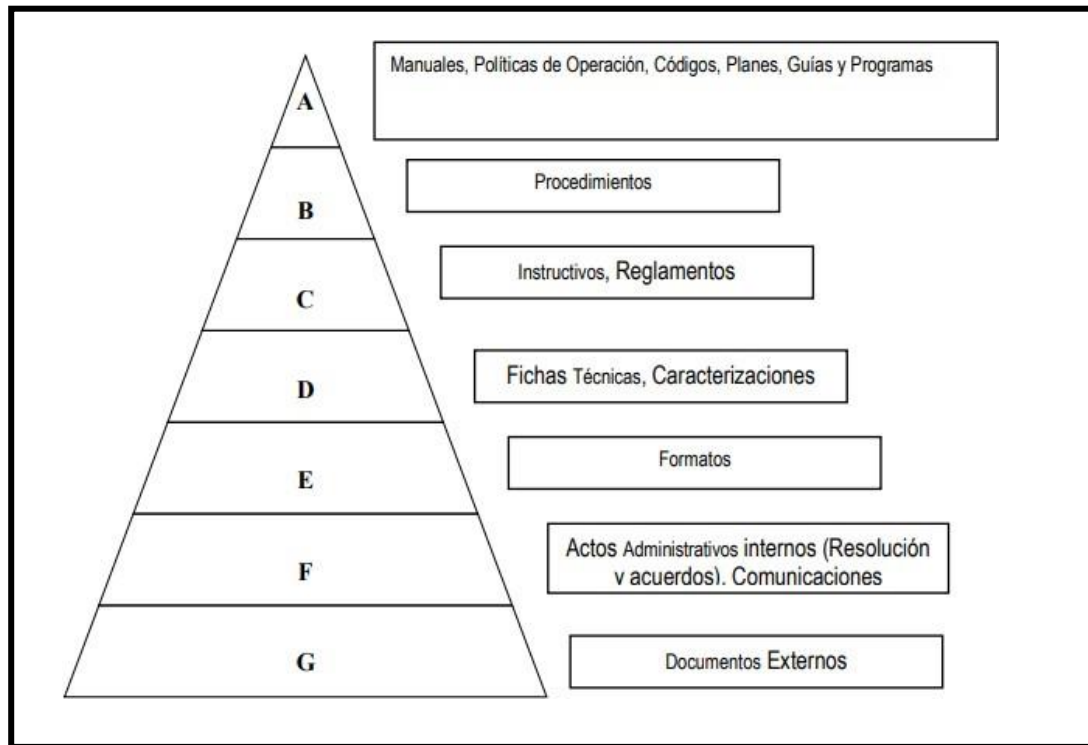 Manuales, Políticas de Operación, Códigos, Planes, Guías y Programas
A
Procedimientos
B
Instructivos, Reglamentos
C
Fichas Técnicas, Caracterizaciones
D
Formatos
E
Actos Administrativos internos (Resolución
y acuerdos). Comunicaciones
F
Documentos Externos
G